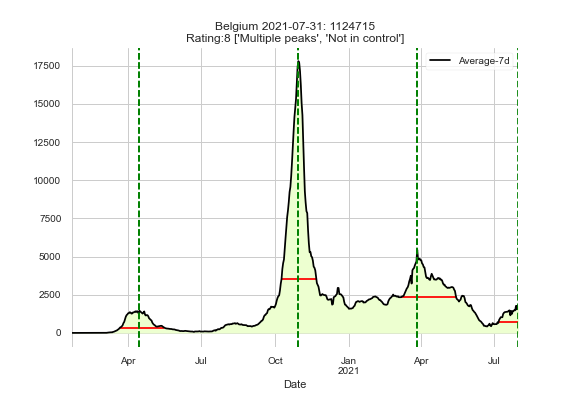 Belgium 2021-07-31: 1124715
Rating:8 ['Multiple peaks', 'Not in control']
Average-7d
17500
15000
12500
10000
7500
5000
2500
0
Apr
Jul
Oct
Jan
2021
Apr
Jul
Date